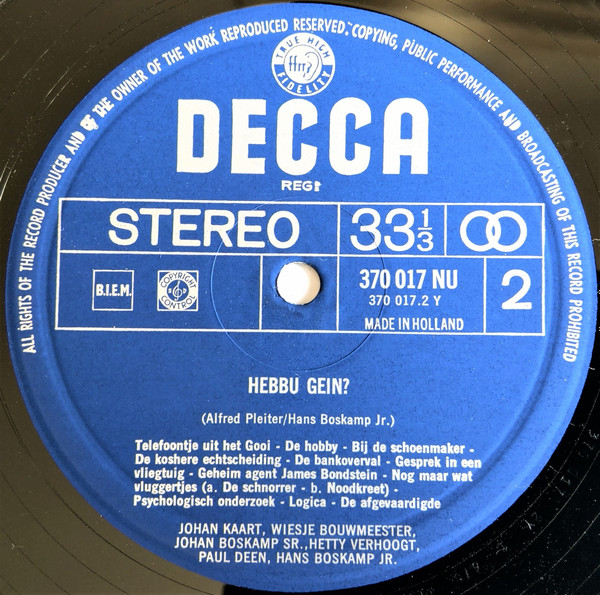 ALL RIGHTS OF THE RECORD PRODUCER AND OF THE OWNER OF THE WORK REPRODUCED RESERVED. COPYING, PUBLIC PERFORMANCE AND BROADCASTING OF THIS RECORD PROHIBITED
TRUE HIGH
ffrr
FIDELITY
DECCA
REGD
STEREO
33⅓
B.I.E.M.
COPYRIGHT
CONTROL
370 017 NU
370 017.2 Y
MADE IN HOLLAND
2
HEBBU GEIN?
(Alfred Pleiter/Hans Boskamp Jr.)
Telefoontje uit het Gooi - De hobby - Bij de schoenmaker -
De koshere echtscheiding - De bankoverval - Gesprek in een
vliegtuig - Geheim agent James Bondstein - Nog maar wat
vluggertjes (a. De schnorrer - b. Noodkreet) -
Psychologisch onderzoek - Logica - De afgevaardigde
JOHAN KAART, WIESJE BOUWMEESTER,
JOHAN BOSKAMP SR.,HETTY VERHOOGT,
PAUL DEEN, HANS BOSKAMP JR.